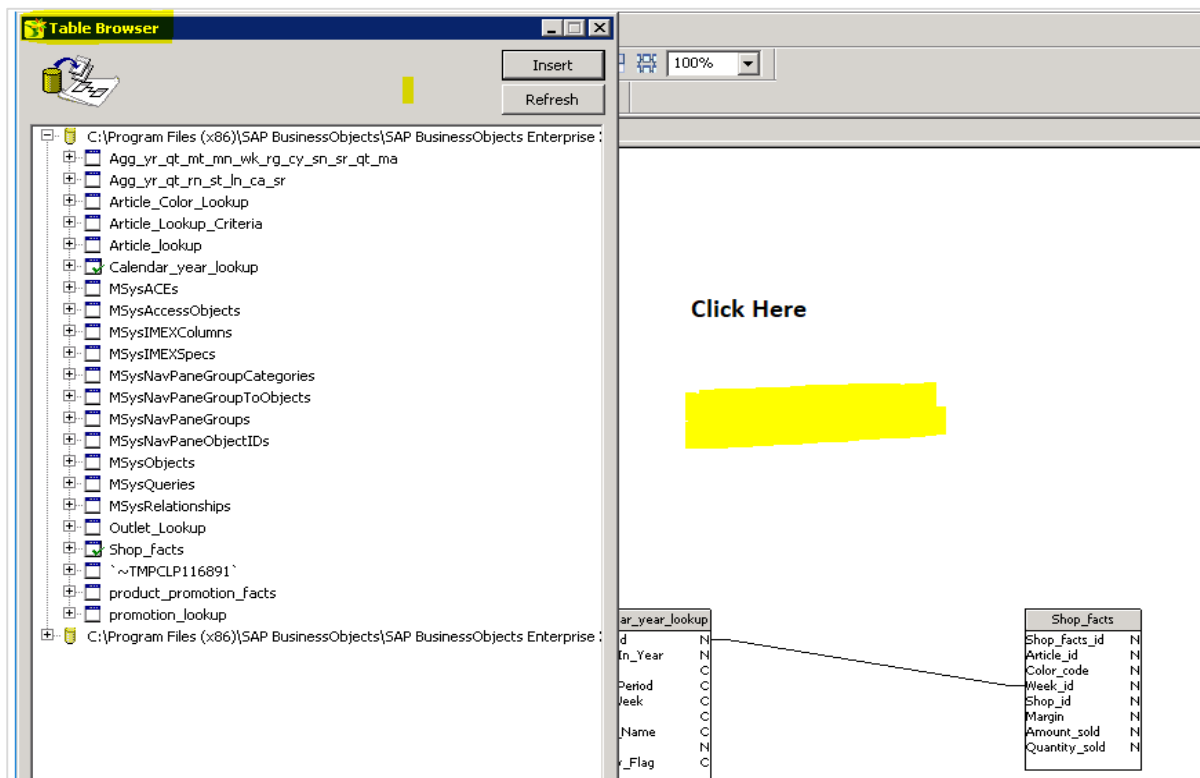 Table Browser
Insert
Refresh
100%
C:\Program Files (x86)\SAP BusinessObjects\SAP BusinessObjects Enterprise
Agg_yr_qt_mt_mn_wk_rg_cy_sn_sr_qt_ma
Agg_yr_qt_rn_st_ln_ca_sr
Article_Color_Lookup
Article_Lookup_Criteria
Article_lookup
Calendar_year_lookup
MSysACEs
MSysAccessObjects
MSysIMEXColumns
MSysIMEXSpecs
MSysNavPaneGroupCategories
MSysNavPaneGroupToObjects
MSysNavPaneGroups
MSysNavPaneObjectIDs
MSysObjects
MSysQueries
MSysRelationships
Outlet_Lookup
Shop_facts
`~TMPCLP116891`
product_promotion_facts
promotion_lookup
C:\Program Files (x86)\SAP BusinessObjects\SAP BusinessObjects Enterprise
Click Here
ar_year_lookup
d N
In_Year N
C
Period C
Week C
C
_Name C
N
y_Flag C
Shop_facts
Shop_facts_id N
Article_id N
Color_code N
Week_id N
Shop_id N
Margin N
Amount_sold N
Quantity_sold N